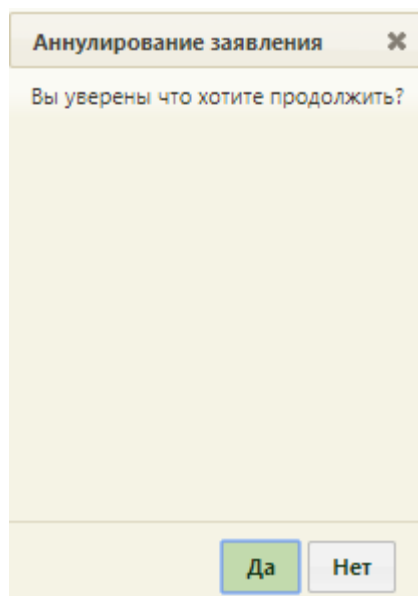 Аннулирование заявления
Вы уверены что хотите продолжить?
Да
Нет